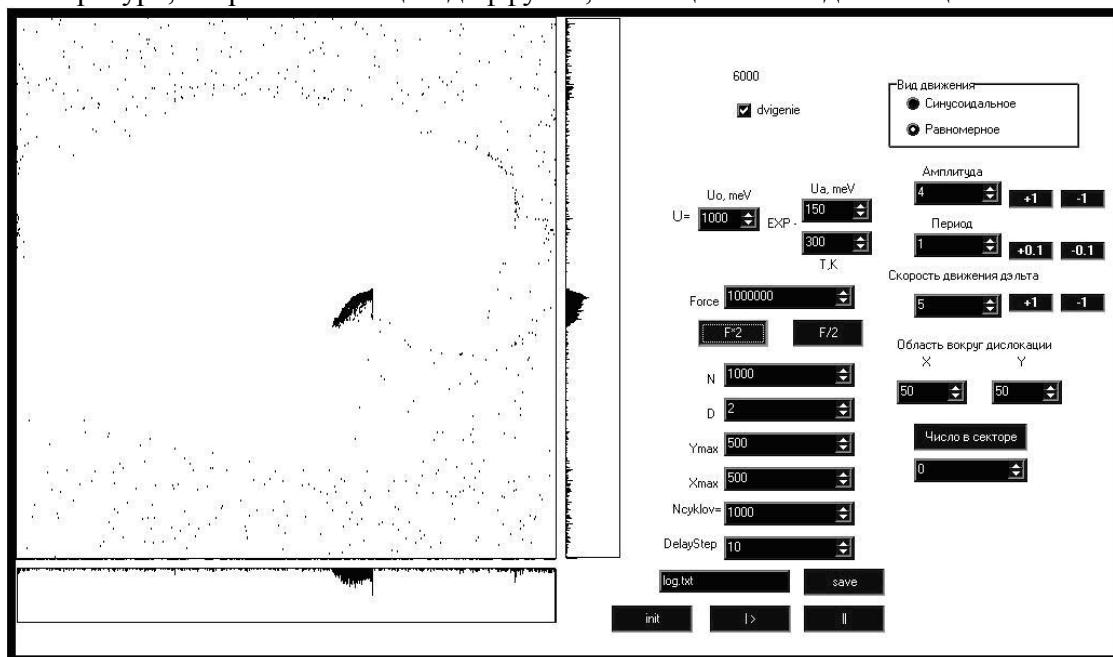 6000
dvigenie
Вид движения
Синусоидальное
Равномерное
Амплитуда
4
+1 -1
Uo, meV
Ua, meV
U= 1000 EXP - 150
300
T,K
Период
1
+0.1 -0.1
Скорость движения дэльта
5
+1 -1
Force 1000000
F*2 F/2
Область вокруг дислокации
X Y
50 50
N 1000
D 2
Число в секторе
0
Ymax 500
Xmax 500
Ncyklov= 1000
DelayStep 10
log.txt save
init |> ||